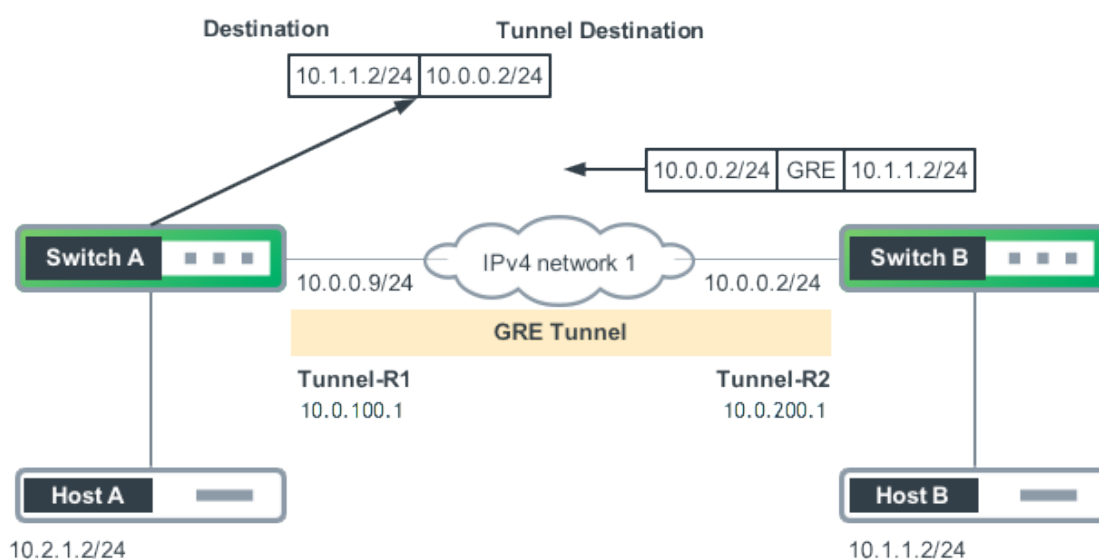 Destination Tunnel Destination
10.1.1.2/24 10.0.0.2/24
10.0.0.2/24 GRE 10.1.1.2/24
Switch A IPv4 network 1 Switch B
10.0.0.9/24 10.0.0.2/24
GRE Tunnel
Tunnel-R1 Tunnel-R2
10.0.100.1 10.0.200.1
Host A Host B
10.2.1.2/24 10.1.1.2/24